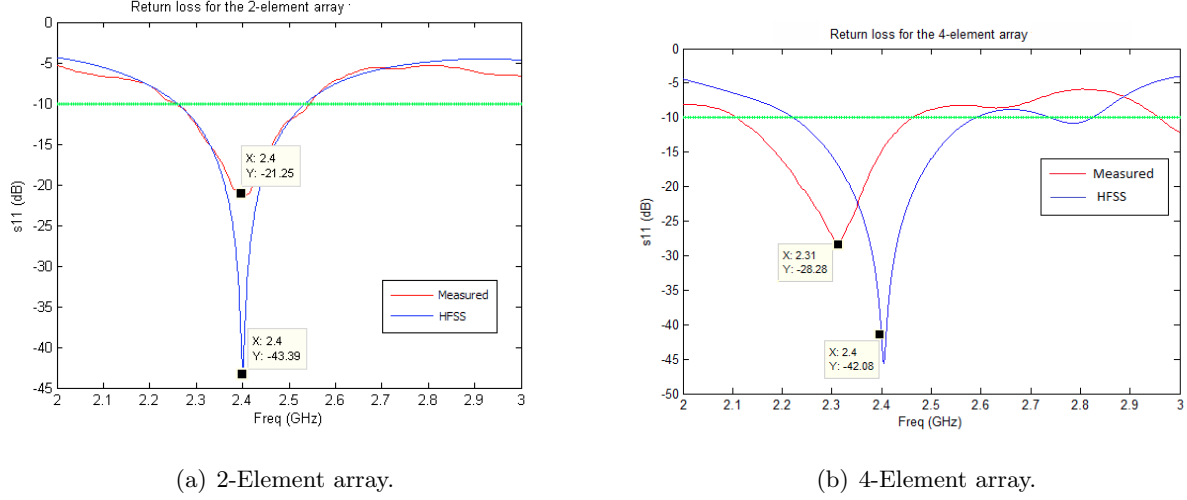 Return loss for the 2-element array
0
-5
-10
-15
-20
-25
-30
-35
-40
-45
s11 (dB)
X: 2.4
Y: -21.25
X: 2.4
Y: -43.39
Measured
HFSS
2 2.1 2.2 2.3 2.4 2.5 2.6 2.7 2.8 2.9 3
Freq (GHz)
(a) 2-Element array.
Return loss for the 4-element array
0
-5
-10
-15
-20
-25
-30
-35
-40
-45
-50
s11 (dB)
Measured
HFSS
X: 2.31
Y: -28.28
X: 2.4
Y: -42.08
2 2.1 2.2 2.3 2.4 2.5 2.6 2.7 2.8 2.9 3
Freq (GHz)
(b) 4-Element array.